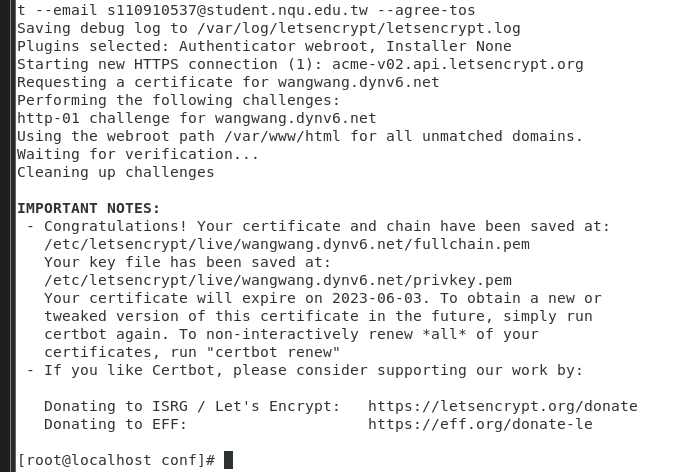 t --email s110910537@student.nqu.edu.tw --agree-tos
Saving debug log to /var/log/letsencrypt/letsencrypt.log
Plugins selected: Authenticator webroot, Installer None
Starting new HTTPS connection (1): acme-v02.api.letsencrypt.org
Requesting a certificate for wangwang.dynv6.net
Performing the following challenges:
http-01 challenge for wangwang.dynv6.net
Using the webroot path /var/www/html for all unmatched domains.
Waiting for verification...
Cleaning up challenges
IMPORTANT NOTES:
- Congratulations! Your certificate and chain have been saved at:
/etc/letsencrypt/live/wangwang.dynv6.net/fullchain.pem
Your key file has been saved at:
/etc/letsencrypt/live/wangwang.dynv6.net/privkey.pem
Your certificate will expire on 2023-06-03. To obtain a new or
tweaked version of this certificate in the future, simply run
certbot again. To non-interactively renew *all* of your
certificates, run "certbot renew"
- If you like Certbot, please consider supporting our work by:
Donating to ISRG / Let's Encrypt:   https://letsencrypt.org/donate
Donating to EFF:                    https://eff.org/donate-le
[root@localhost conf]#